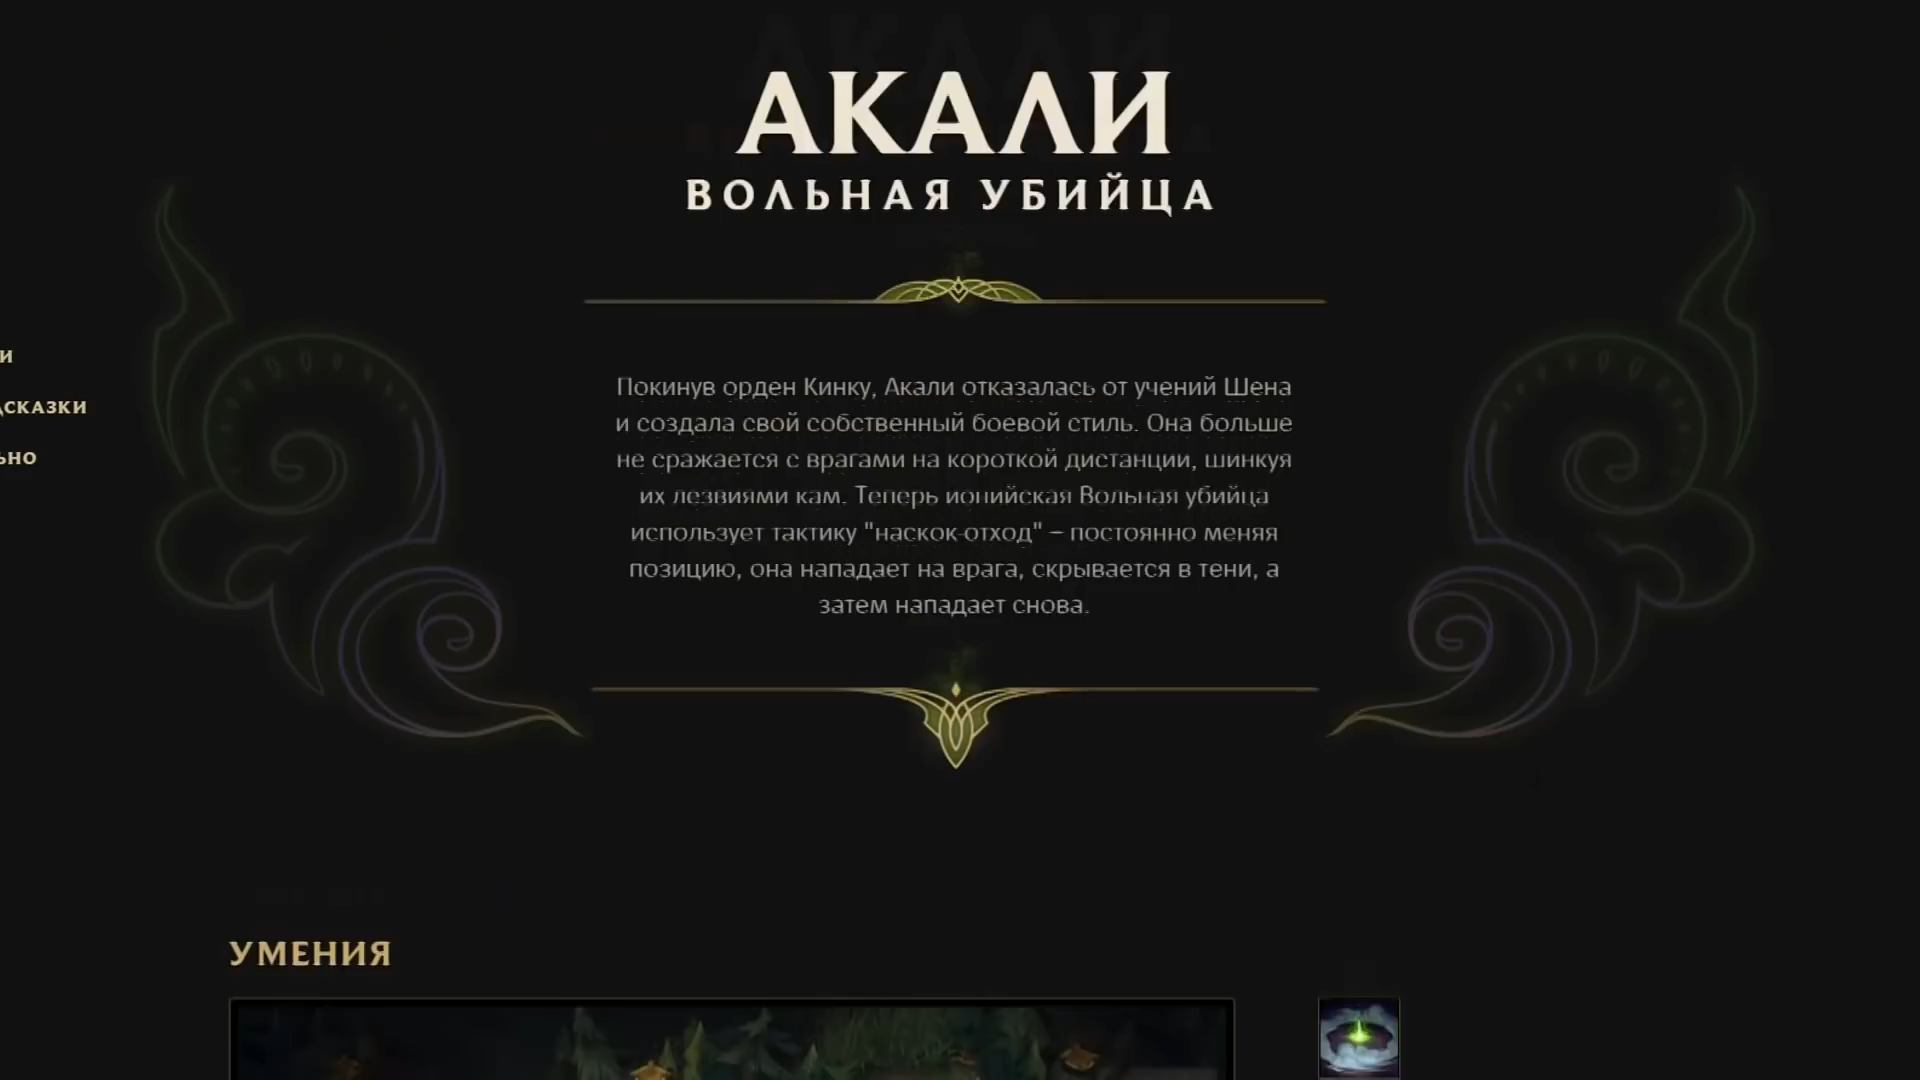 АКАЛИ
ВОЛЬНАЯ УБИЙЦА
Покинув орден Кинку, Акали отказалась от учений Шена
и создала свой собственный боевой стиль. Она больше
не сражается с врагами на короткой дистанции, шинкуя
их лезвиями кам. Теперь ионийская Вольная убийца
использует тактику "наскок-отход" – постоянно меняя
позицию, она нападает на врага, скрывается в тени, а
затем нападает снова.
УМЕНИЯ